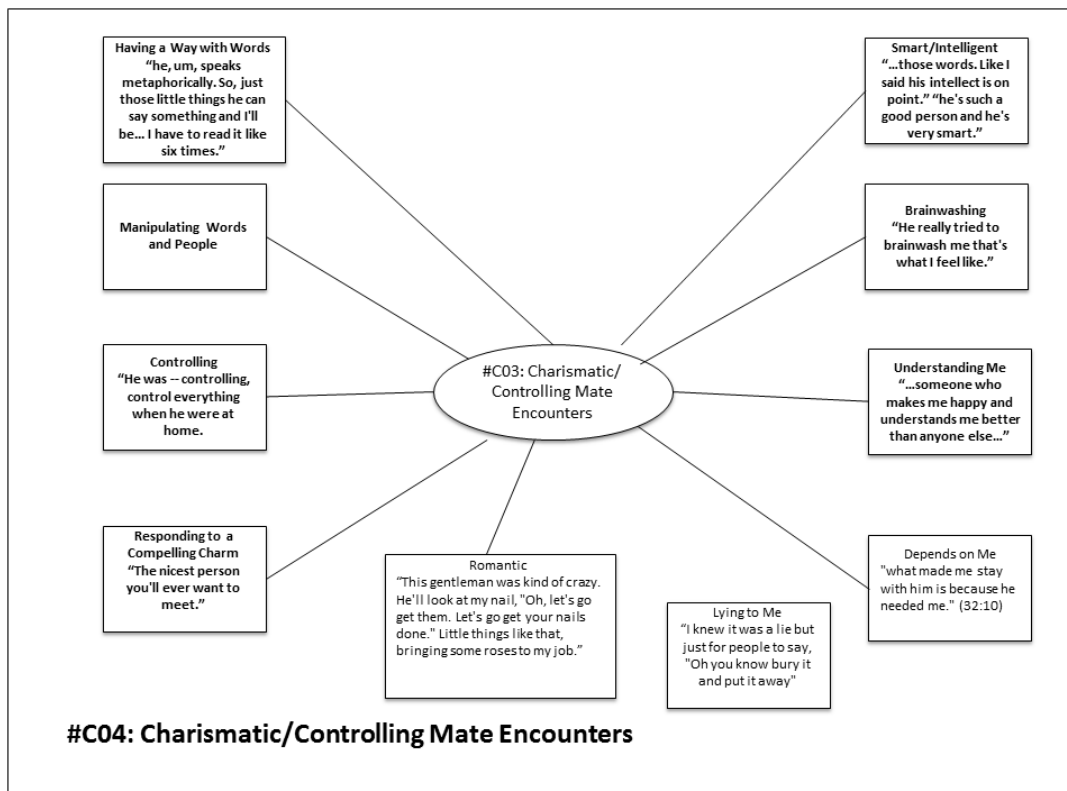 Having a Way with Words
“he, um, speaks
metaphorically. So, just
those little things he can
say something and I'll
be… I have to read it like
six times.”
Smart/Intelligent
“…those words. Like I
said his intellect is on
point.” “he's such a
good person and he's
very smart.”
Manipulating Words
and People
Brainwashing
“He really tried to
brainwash me that's
what I feel like.”
#C03: Charismatic/
Controlling Mate
Encounters
Controlling
“He was -- controlling,
control everything
when he were at
home.
Understanding Me
“…someone who
makes me happy and
understands me better
than anyone else…”
Responding to a
Compelling Charm
“The nicest person
you'll ever want to
meet.”
Romantic
“This gentleman was kind of crazy.
He'll look at my nail, "Oh, let's go
get them. Let's go get your nails
done." Little things like that,
bringing some roses to my job.”
Lying to Me
“I knew it was a lie but
just for people to say,
"Oh you know bury it
and put it away"
Depends on Me
"what made me stay
with him is because he
needed me." (32:10)
#C04: Charismatic/Controlling Mate Encounters